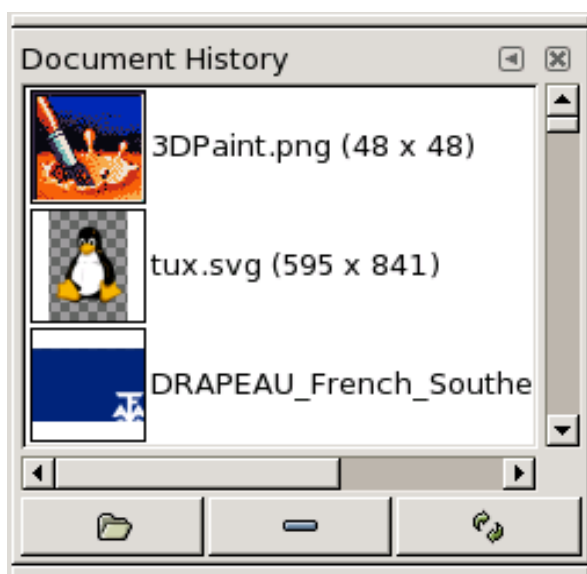 Document History
3DPaint.png (48 x 48)
tux.svg (595 x 841)
DRAPEAU_French_Southe